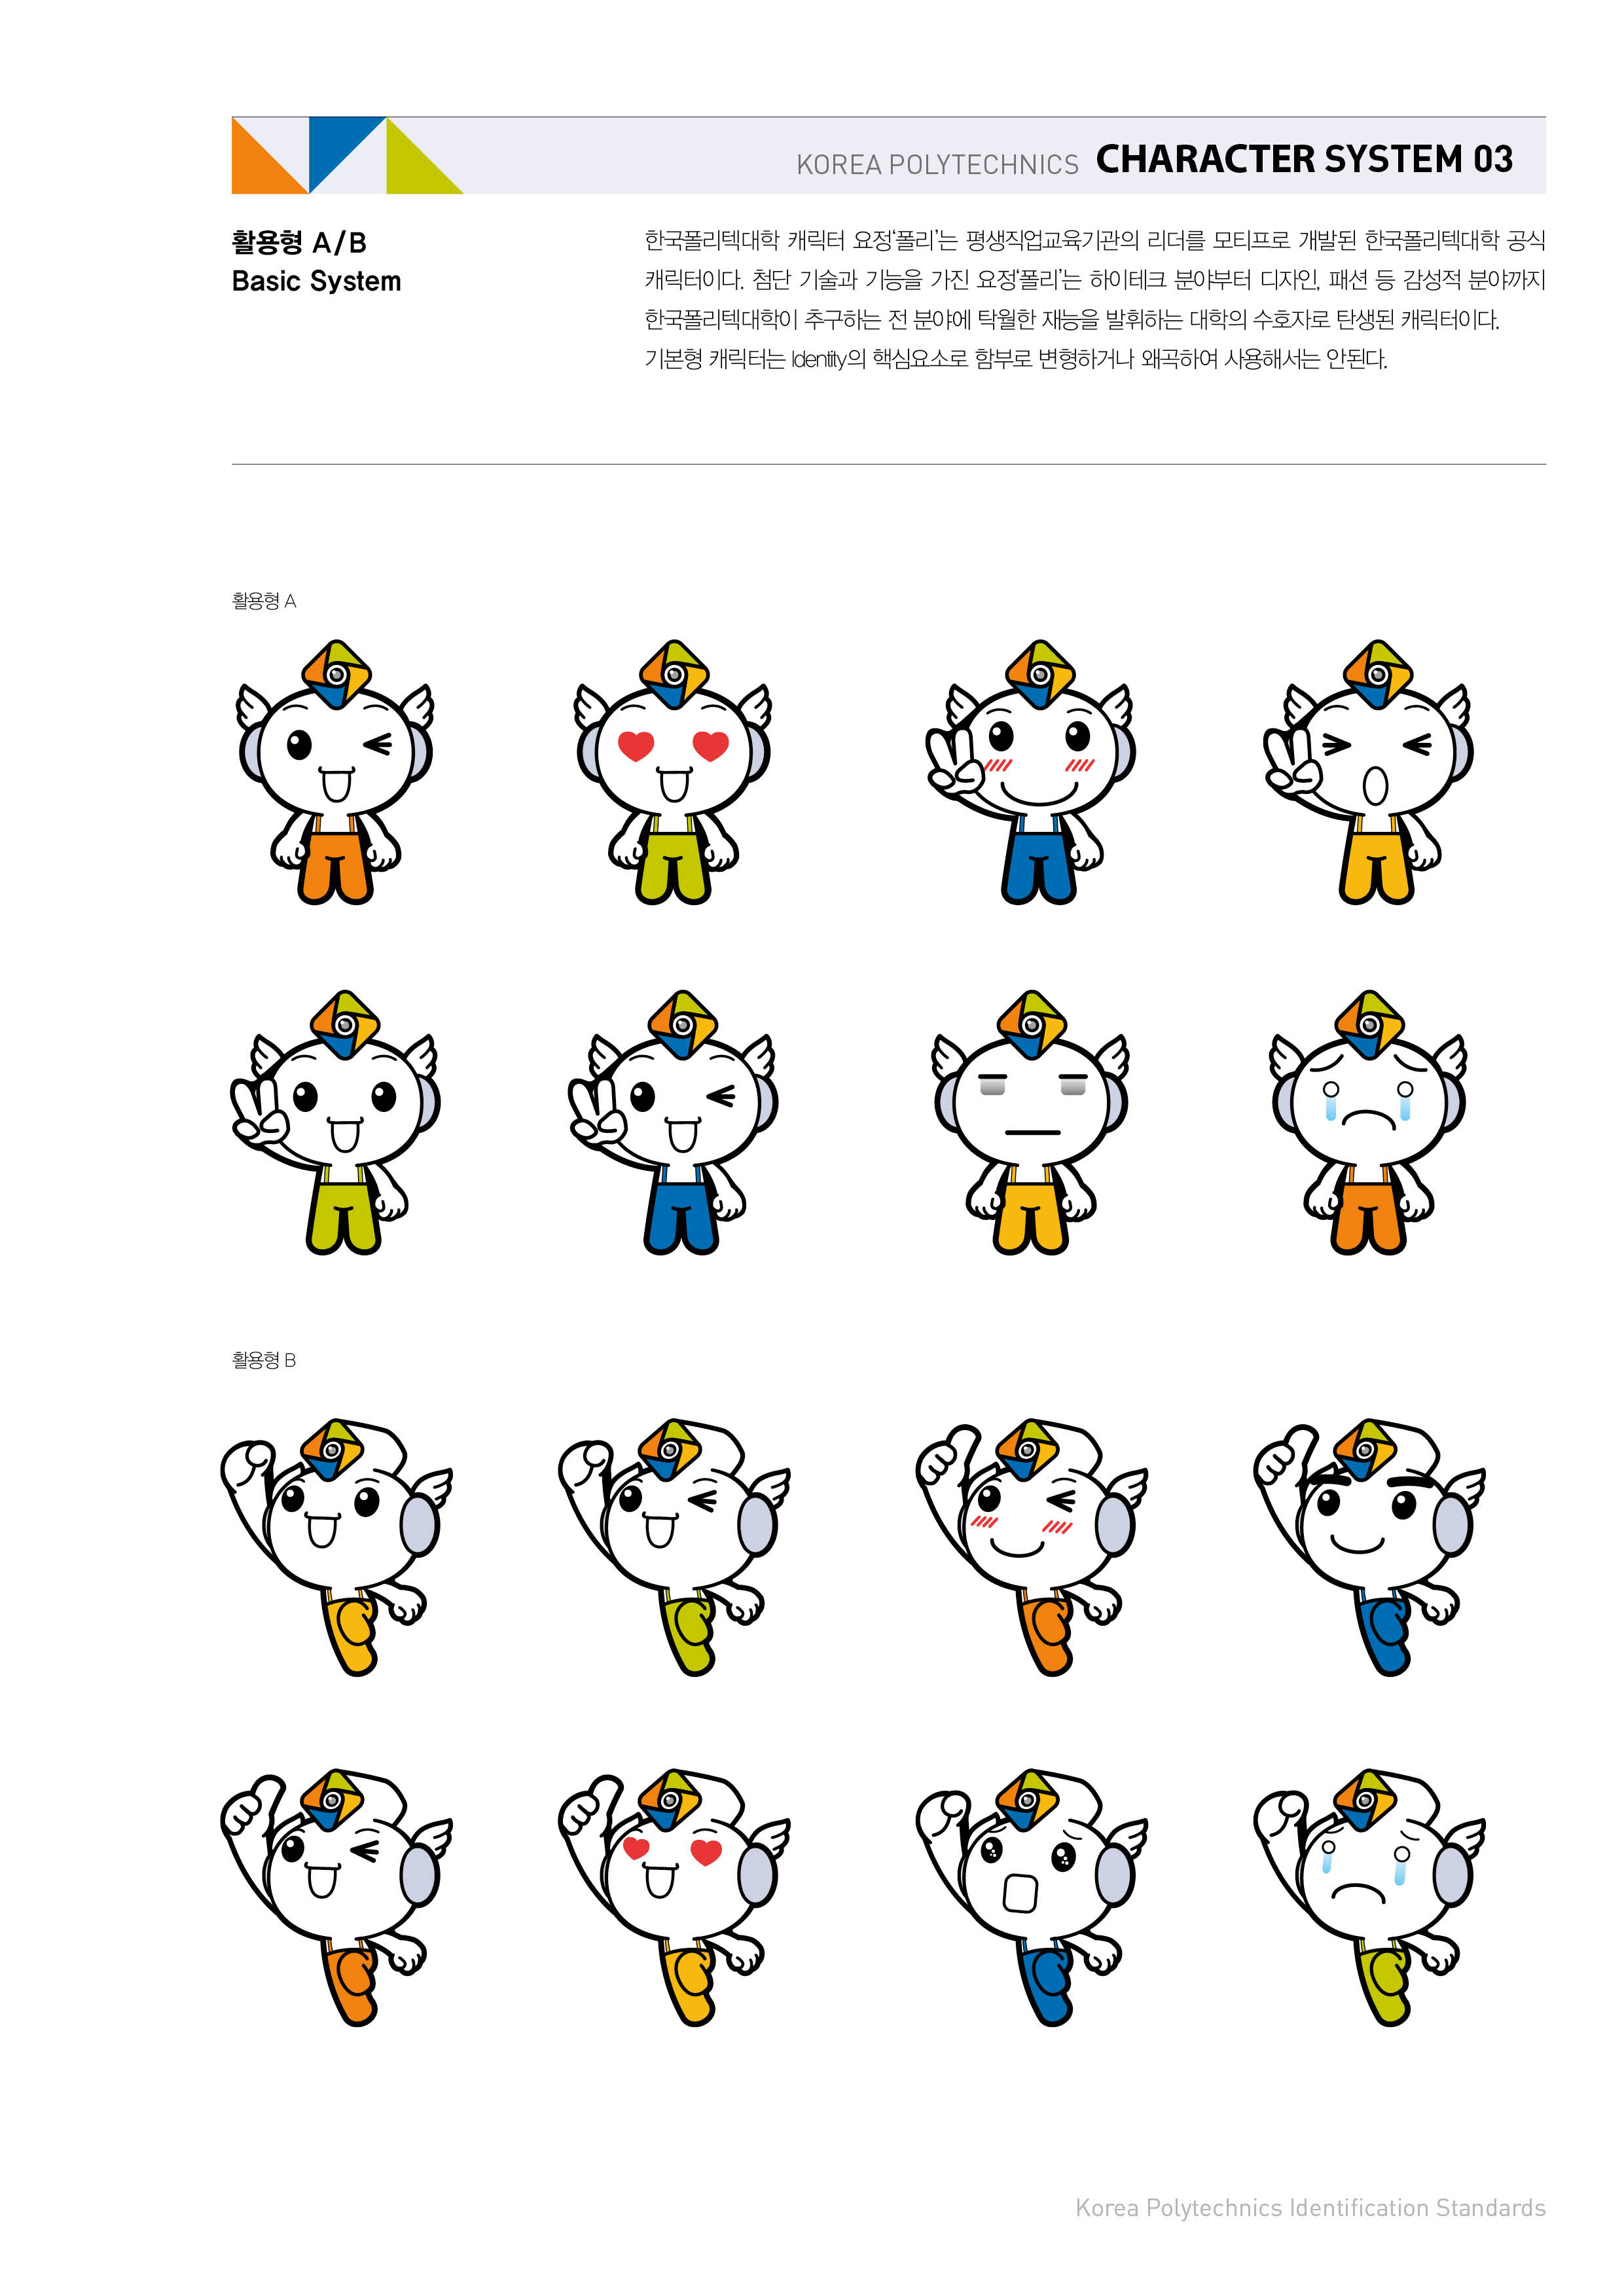 KOREA POLYTECHNICS CHARACTER SYSTEM 03
활용형 A/B
Basic System
한국폴리텍대학 캐릭터 요정'폴리'는 평생직업교육기관의 리더를 모티프로 개발된 한국폴리텍대학 공식
캐릭터이다. 첨단 기술과 기능을 가진 요정'폴리'는 하이테크 분야부터 디자인, 패션 등 감성적 분야까지
한국폴리텍대학이 추구하는 전 분야에 탁월한 재능을 발휘하는 대학의 수호자로 탄생된 캐릭터이다.
기본형 캐릭터는 Identity의 핵심요소로 함부로 변형하거나 왜곡하여 사용해서는 안된다.
활용형 A
활용형 B
Korea Polytechnics Identification Standards